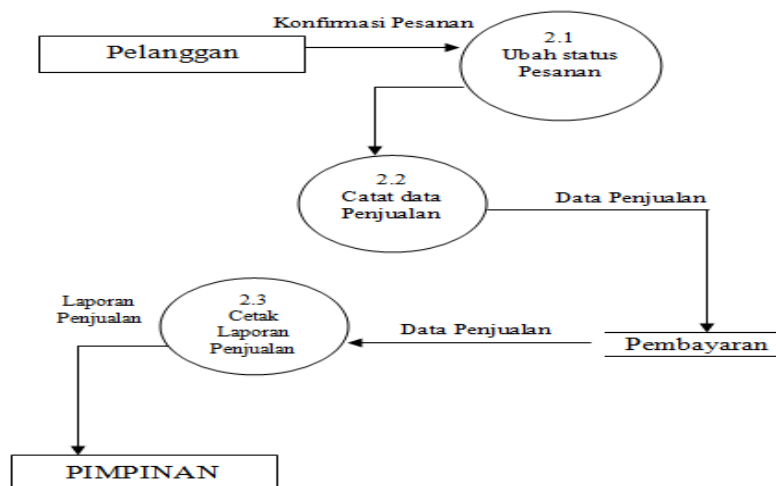 Konfirmasi Pesanan
Pelanggan
2.1
Ubah status
Pesanan
2.2
Catat data
Penjualan
Data Penjualan
Laporan
Penjualan
2.3
Cetak
Laporan
Penjualan
Data Penjualan
Pembayaran
PIMPINAN